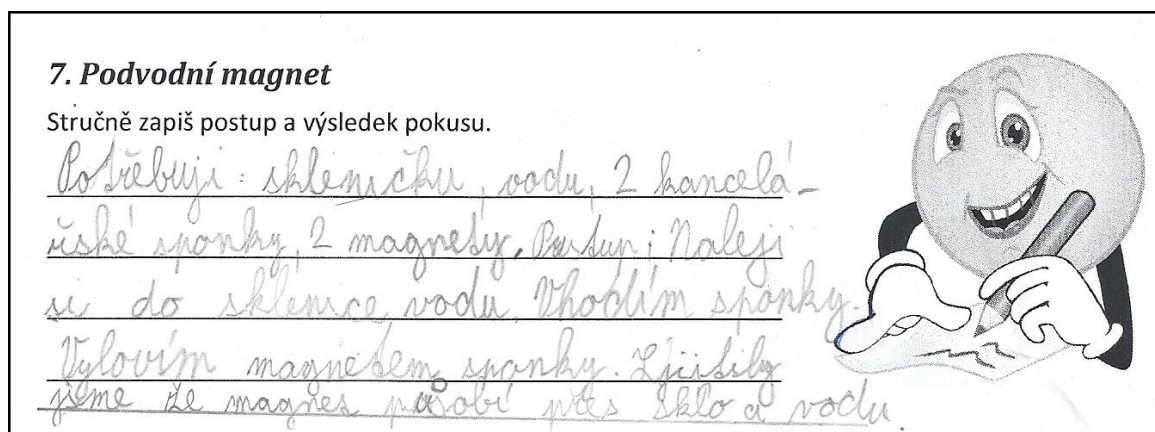 7. Podvodní magnet
Stručně zapiš postup a výsledek pokusu.
Potřebuji: skleničku, vodu, 2 kancelá-
řské sponky, 2 magnety. Postup: Naleji
si do sklenice vodu. Vhodím sponky.
Vylovím magnetem sponky. Zjistily
jsme že magnet působí přes sklo a vodu.